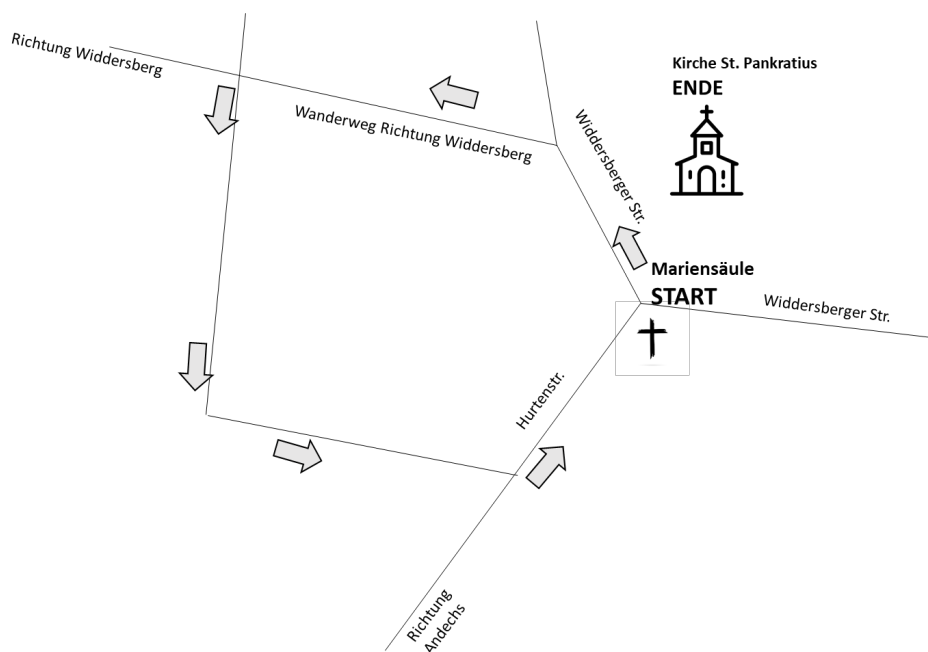 Richtung Widdersberg
Wanderweg Richtung Widdersberg
Widdersberger Str.
Kirche St. Pankratius
ENDE
Mariensäule
START
Widdersberger Str.
Hurtenstr.
Richtung
Andechs